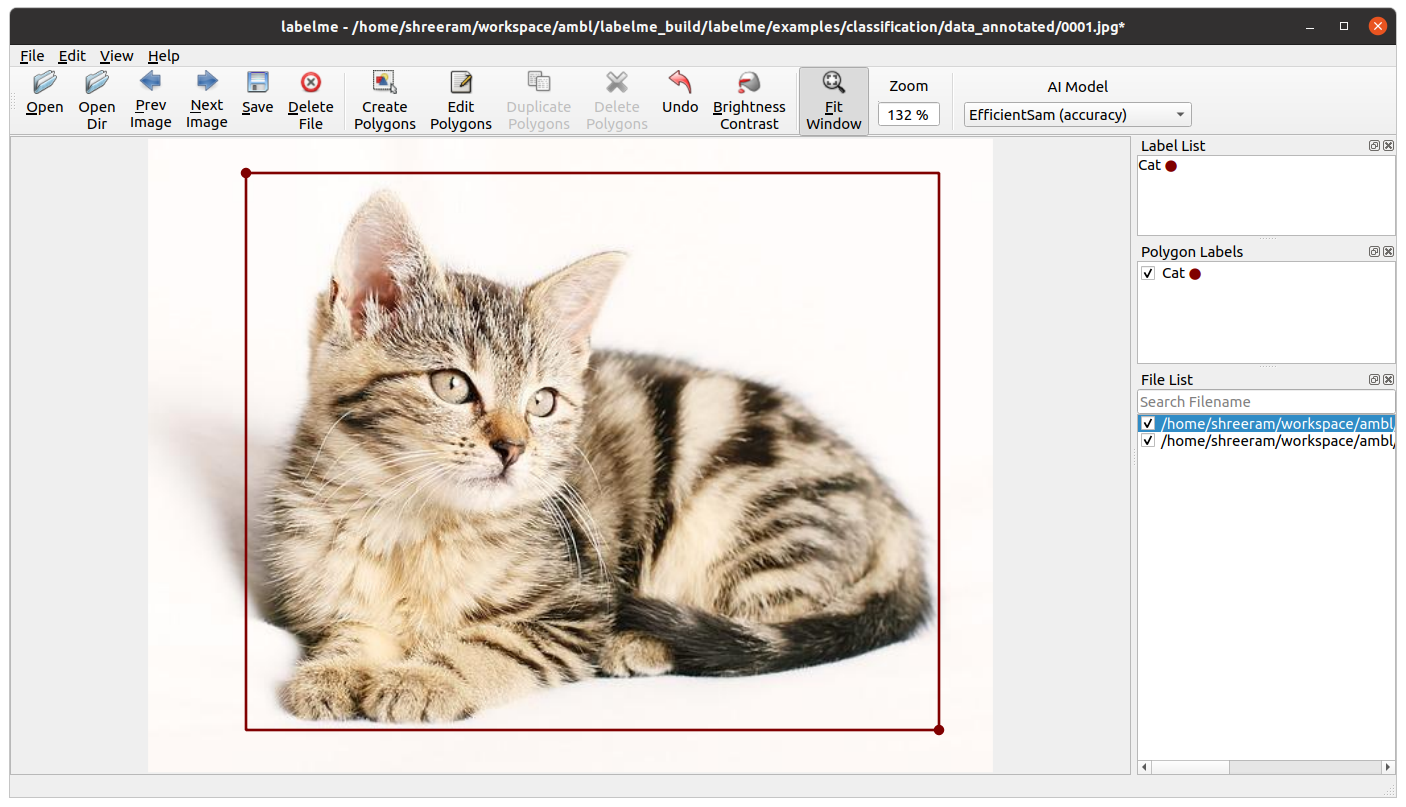 labelme - /home/shreeram/workspace/ambl/labelme_build/labelme/examples/classification/data_annotated/0001.jpg*
File Edit View Help
Open
Open Dir
Prev Image
Next Image
Save
Delete File
Create Polygons
Edit Polygons
Duplicate Polygons
Delete Polygons
Undo
Brightness Contrast
Fit Window
Zoom
132 %
AI Model
EfficientSam (accuracy)
Label List
Cat
Polygon Labels
Cat
File List
Search Filename
/home/shreeram/workspace/ambl/
/home/shreeram/workspace/ambl/